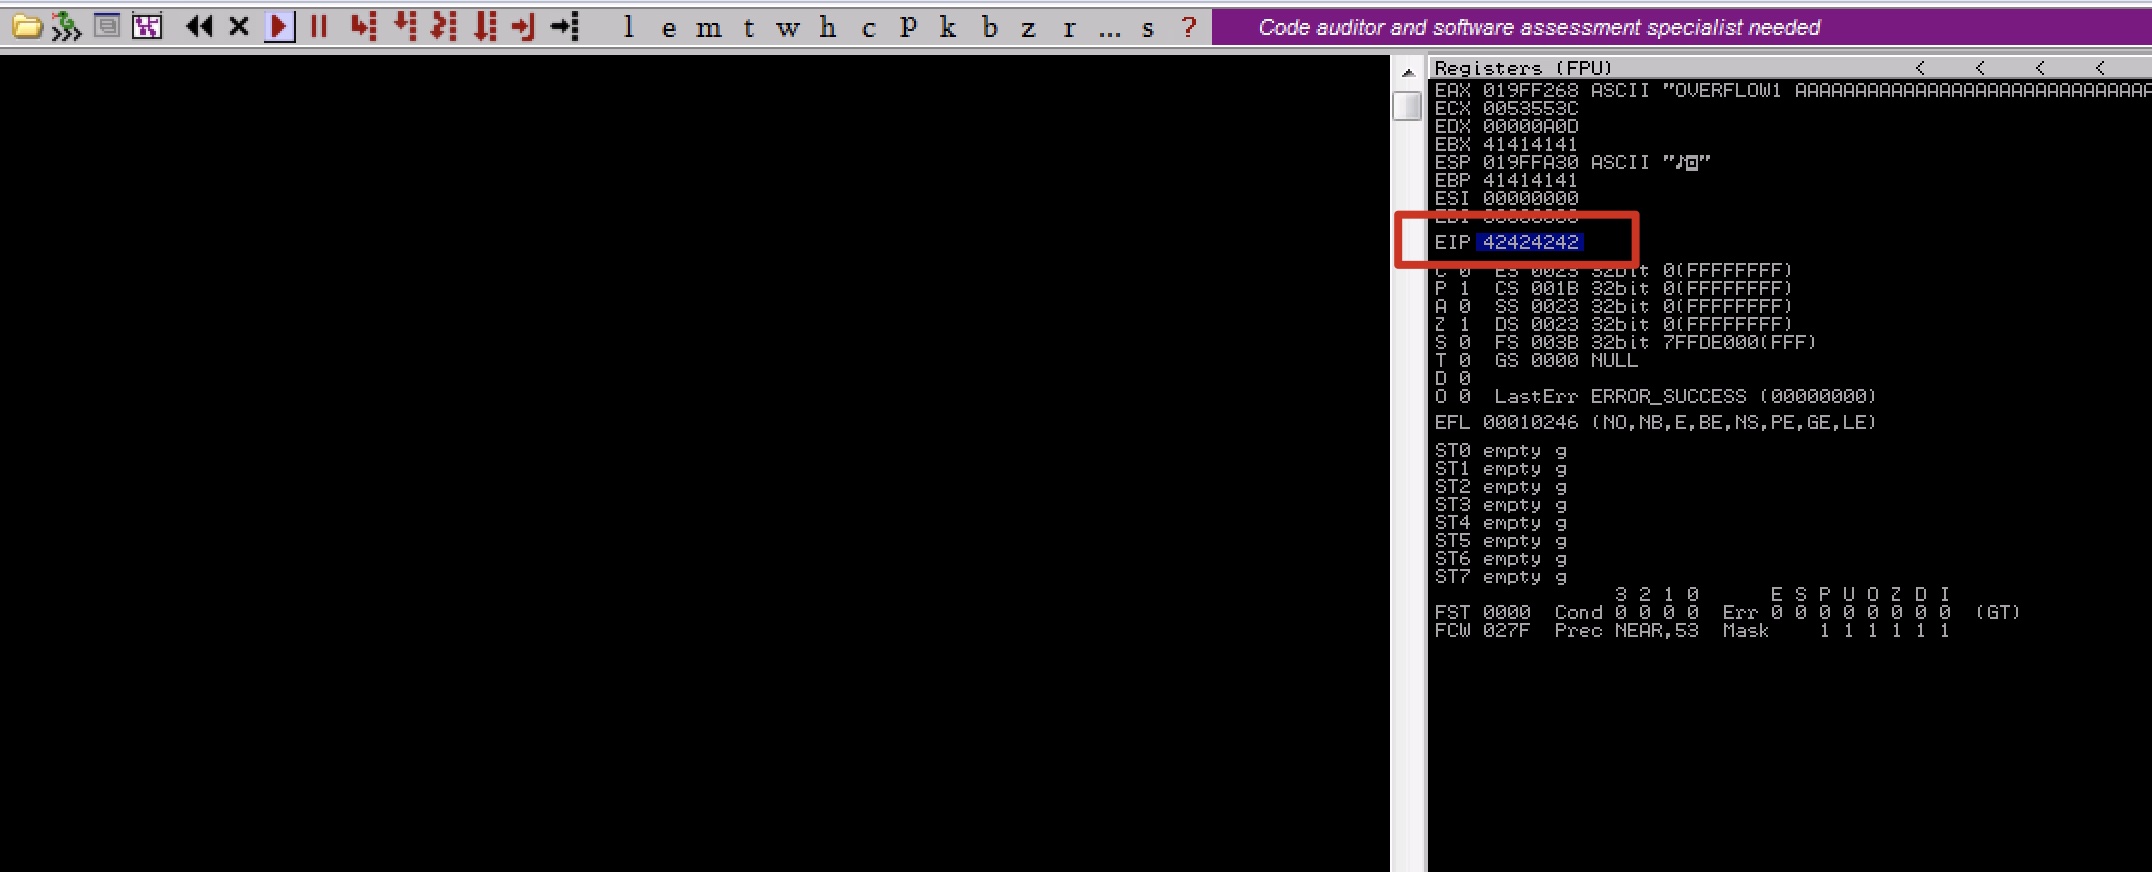 l e m t w h c P k b z r ... s ? Code auditor and software assessment specialist needed
Registers (FPU) < < < <
EAX 019FF268 ASCII "OVERFLOW1 AAAAAAAAAAAAAAAAAAAAAAAAAAAAAA
ECX 0053553C
EDX 00000A0D
EBX 41414141
ESP 019FFA30 ASCII "♪◙"
EBP 41414141
ESI 00000000
EDI 00000000
EIP 42424242
C 0 ES 0023 32bit 0(FFFFFFFF)
P 1 CS 001B 32bit 0(FFFFFFFF)
A 0 SS 0023 32bit 0(FFFFFFFF)
Z 1 DS 0023 32bit 0(FFFFFFFF)
S 0 FS 003B 32bit 7FFDE000(FFF)
T 0 GS 0000 NULL
D 0
O 0 LastErr ERROR_SUCCESS (00000000)
EFL 00010246 (NO,NB,E,BE,NS,PE,GE,LE)
ST0 empty g
ST1 empty g
ST2 empty g
ST3 empty g
ST4 empty g
ST5 empty g
ST6 empty g
ST7 empty g
3 2 1 0 E S P U O Z D I
FST 0000 Cond 0 0 0 0 Err 0 0 0 0 0 0 0 0 (GT)
FCW 027F Prec NEAR,53 Mask 1 1 1 1 1 1